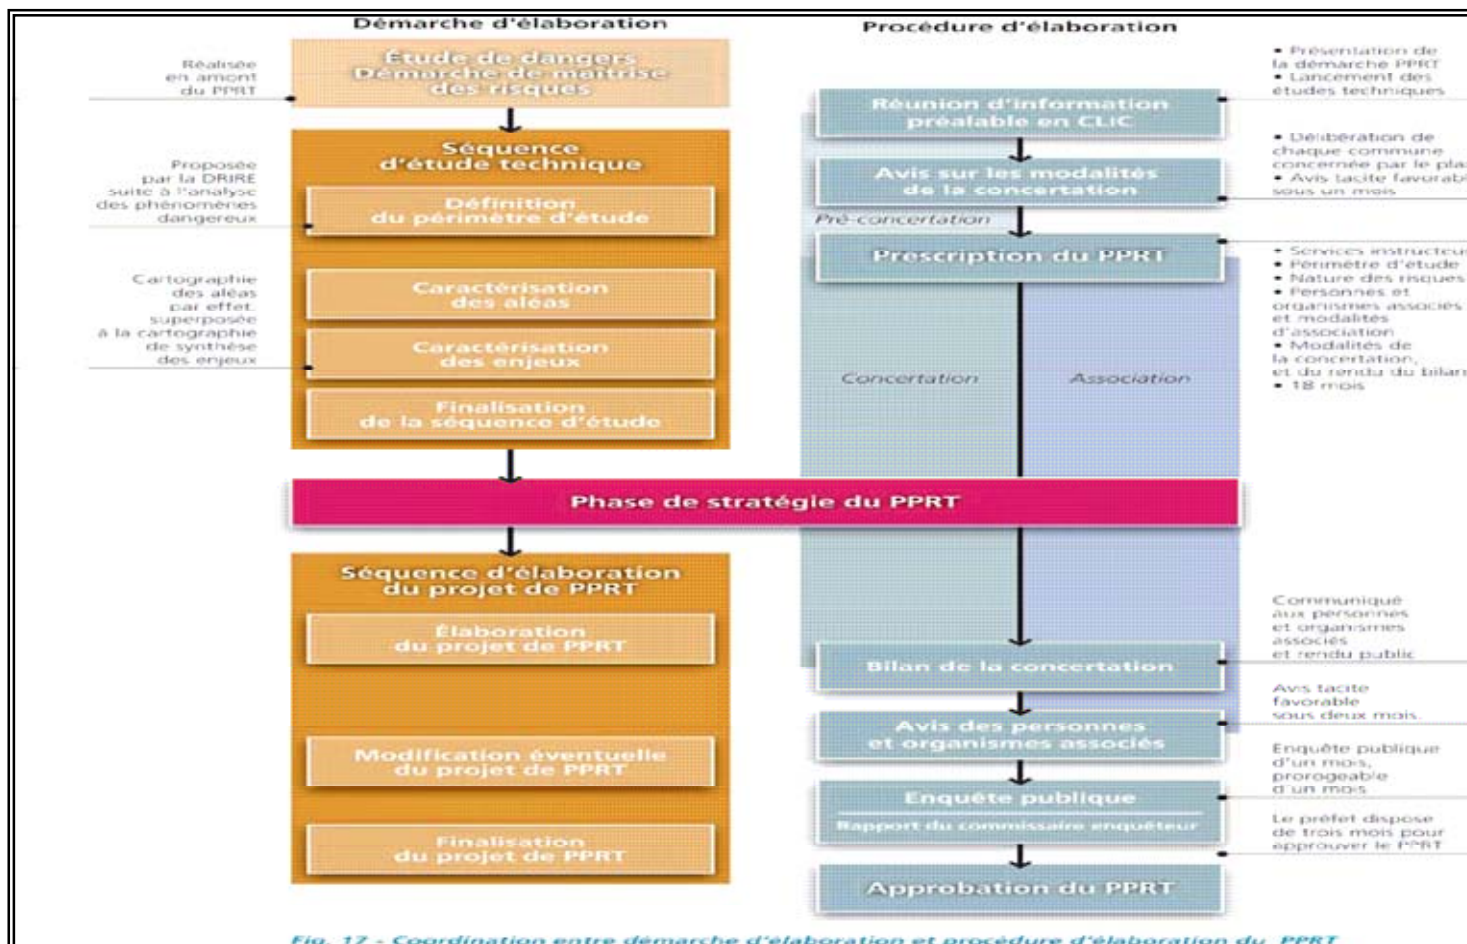 Démarche d'élaboration
Réalisée
en amont
du PPRT
Étude de dangers
Démarche de maîtrise
des risques
Séquence
d'étude technique
Proposée
par la DRIRE
suite à l'analyse
des phénomènes
dangereux
Définition
du périmètre d'étude
Cartographie
des aléas
par effet,
superposée
à la cartographie
de synthèse
des enjeux
Caractérisation
des aléas
Caractérisation
des enjeux
Finalisation
de la séquence d'étude
Procédure d'élaboration
Réunion d'information
préalable en CLIC
• Présentation de
la démarche PPRT
• Lancement des
études techniques
Avis sur les modalités
de la concertation
• Délibération de
chaque commune
concernée par le pla
• Avis tacite favorabl
sous un mois
Pré-concertation
Prescription du PPRT
• Services instructeu
• Périmètre d'étude
• Nature des risques
• Personnes et
organismes associés
et modalités
d'association
• Modalités de
la concertation,
et du rendu du bilan
• 18 mois
Concertation
Association
Phase de stratégie du PPRT
Séquence d'élaboration
du projet de PPRT
Élaboration
du projet de PPRT
Modification éventuelle
du projet de PPRT
Finalisation
du projet de PPRT
Bilan de la concertation
Communiqué
aux personnes
et organismes
associés
et rendu public
Avis des personnes
et organismes associés
Avis tacite
favorable
sous deux mois.
Enquête publique
Rapport du commissaire enquêteur
Enquête publique
d'un mois,
prorogeable
d'un mois
Approbation du PPRT
Le préfet dispose
de trois mois pour
approuver le PPRT
Fig. 17 - Coordination entre démarche d'élaboration et procédure d'élaboration du PPRT